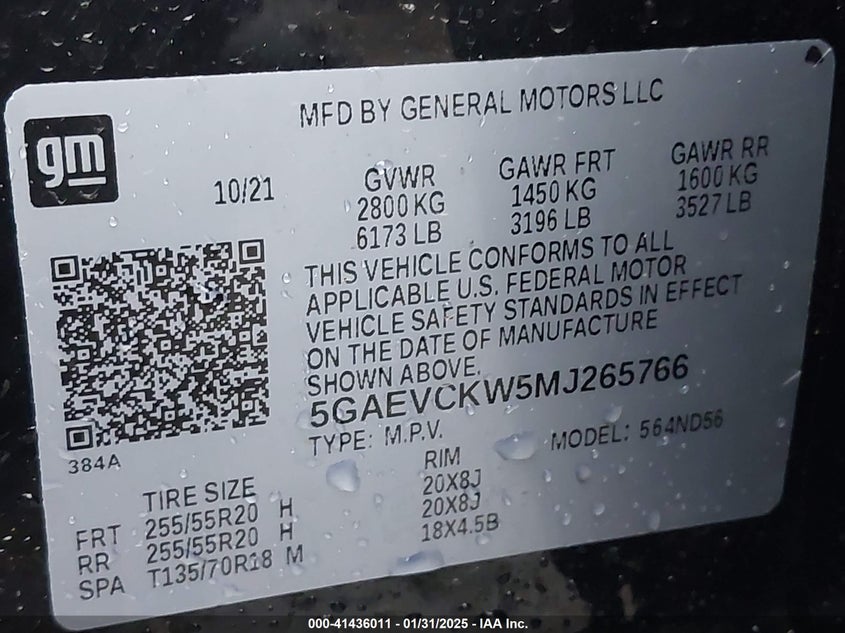 MFD BY GENERAL MOTORS LLC
gm
10/21
GVWR
2800 KG
6173 LB
GAWR FRT
1450 KG
3196 LB
GAWR RR
1600 KG
3527 LB
THIS VEHICLE CONFORMS TO ALL
APPLICABLE U.S. FEDERAL MOTOR
VEHICLE SAFETY STANDARDS IN EFFECT
ON THE DATE OF MANUFACTURE
SHOWN ABOVE.
5GAEVCKW5MJ265766
TYPE: M.P.V. MODEL: 564ND56
384A
TIRE SIZE RIM
FRT 255/55R20 H 20X8J
RR 255/55R20 H 20X8J
SPA T135/70R18 M 18X4.5B
000-41436011 - 01/31/2025 - IAA Inc.